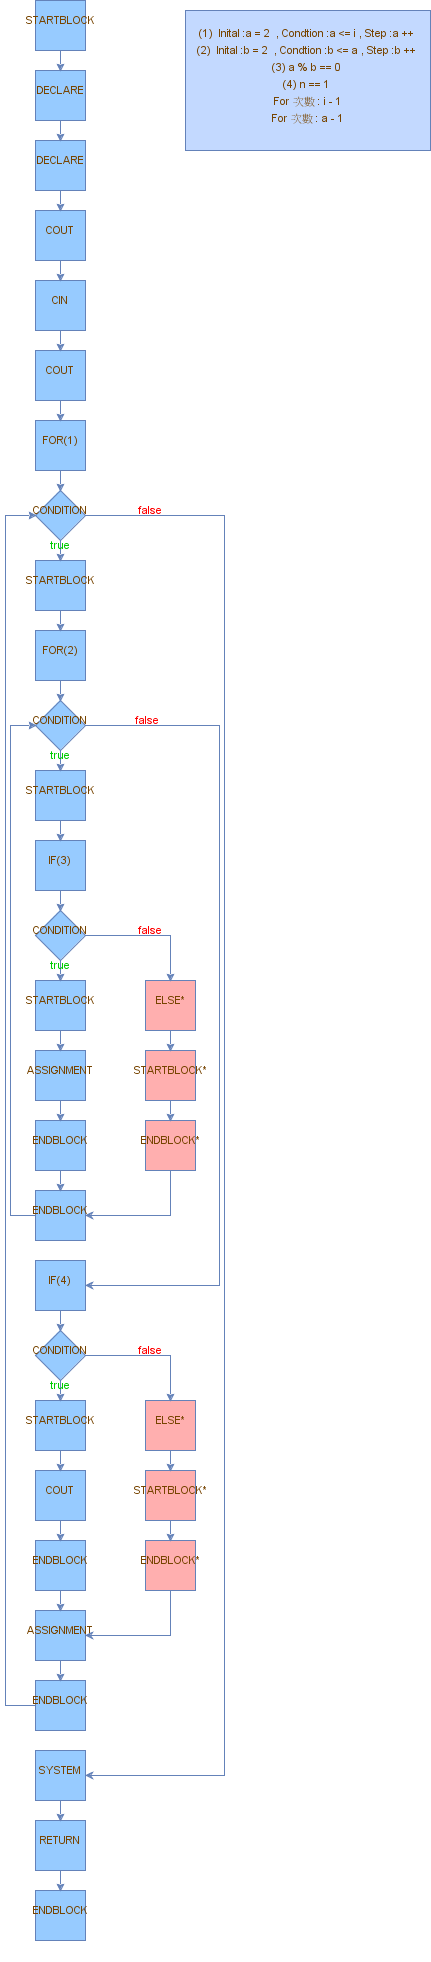 STARTBLOCK
(1) Inital :a = 2 , Condtion :a <= i , Step :a ++
(2) Inital :b = 2 , Condtion :b <= a , Step :b ++
(3) a % b == 0
(4) n == 1
For 次數 : i - 1
For 次數 : a - 1
DECLARE
DECLARE
COUT
CIN
COUT
FOR(1)
CONDITION
false
true
STARTBLOCK
FOR(2)
CONDITION
false
true
STARTBLOCK
IF(3)
CONDITION
false
true
STARTBLOCK
ELSE*
ASSIGNMENT
STARTBLOCK*
ENDBLOCK
ENDBLOCK*
ENDBLOCK
IF(4)
CONDITION
false
true
STARTBLOCK
ELSE*
COUT
STARTBLOCK*
ENDBLOCK
ENDBLOCK*
ASSIGNMENT
ENDBLOCK
SYSTEM
RETURN
ENDBLOCK